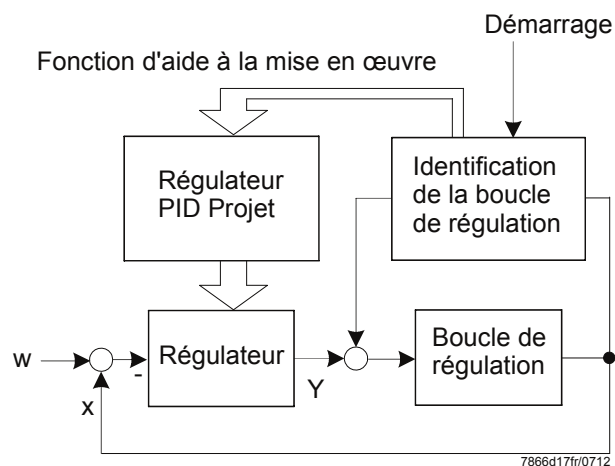 Démarrage
Fonction d'aide à la mise en œuvre
Régulateur
PID Projet
Identification
de la boucle
de régulation
w
-
x
Régulateur
Y
Boucle de
régulation
7866d17fr/0712